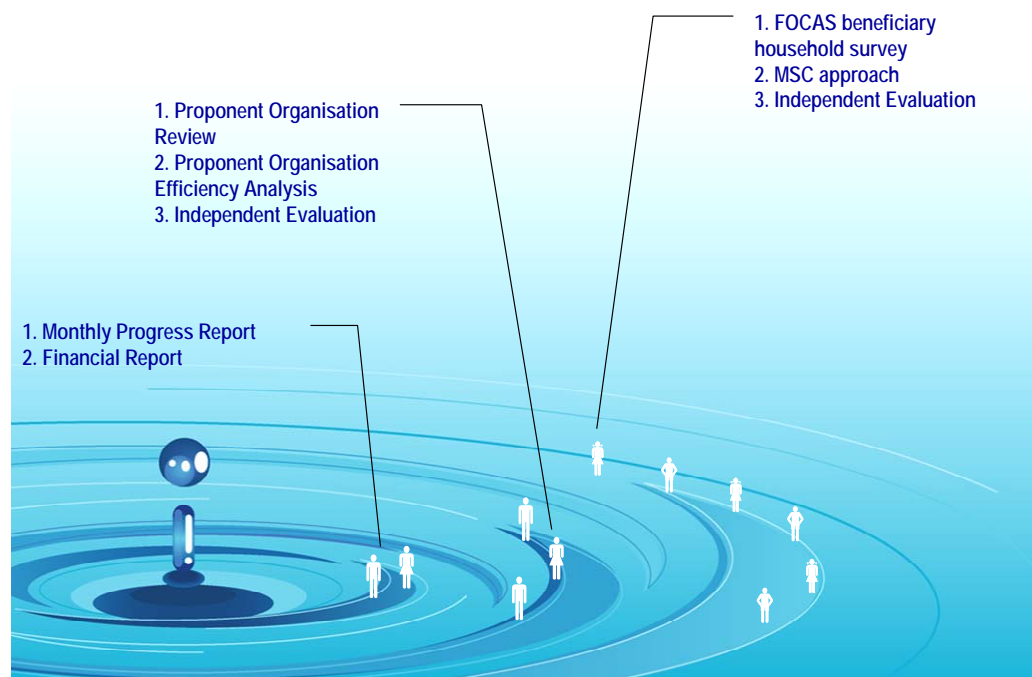 1. FOCAS beneficiary
household survey
2. MSC approach
3. Independent Evaluation
1. Proponent Organisation
Review
2. Proponent Organisation
Efficiency Analysis
3. Independent Evaluation
1. Monthly Progress Report
2. Financial Report